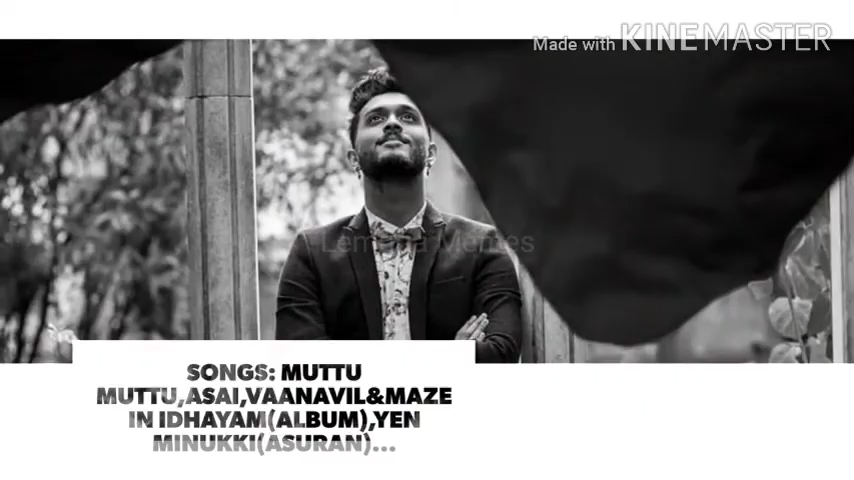 Made with KINEMASTER
SONGS: MUTTU
MUTTU,ASAI,VAANAVIL&MAZE
IN IDHAYAM(ALBUM),YEN
MINUKKI(ASURAN)...